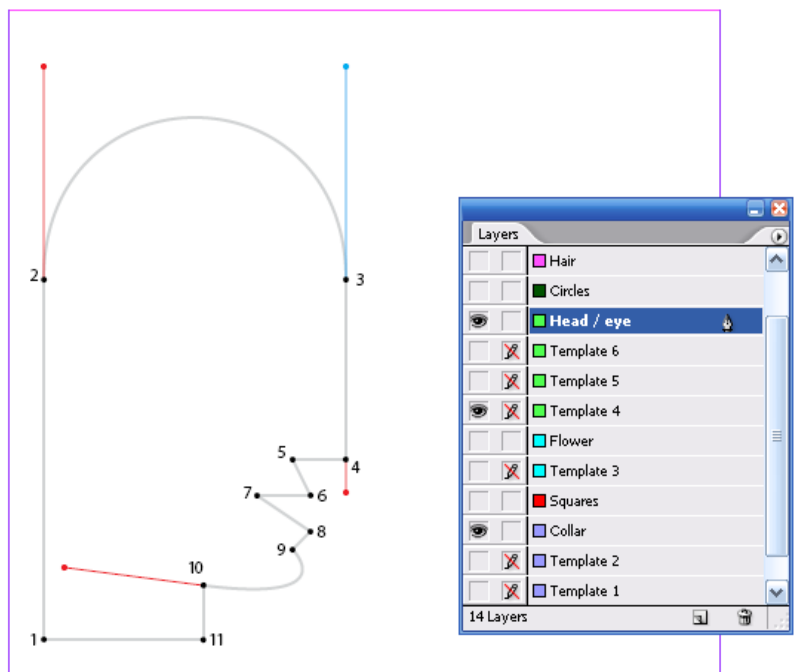 2
3
5
4
7
6
8
9
10
1
11
Layers
Hair
Circles
Head / eye
Template 6
Template 5
Template 4
Flower
Template 3
Squares
Collar
Template 2
Template 1
14 Layers